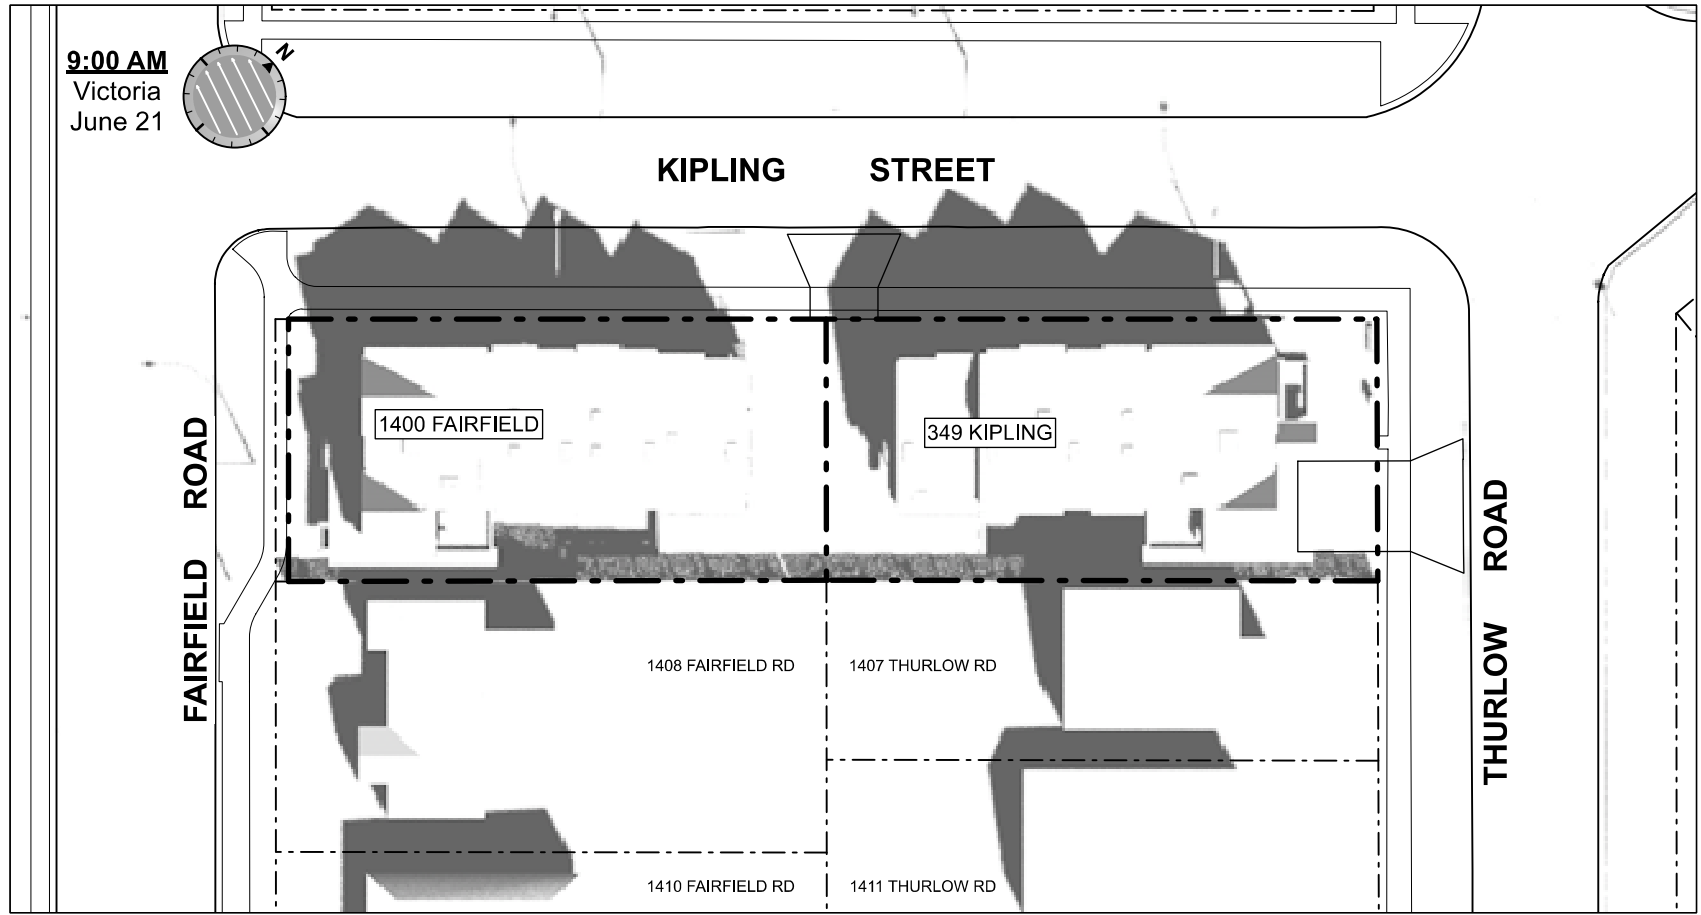 9:00 AM
Victoria
June 21
N
KIPLING STREET
1400 FAIRFIELD
349 KIPLING
FAIRFIELD ROAD
THURLOW ROAD
1408 FAIRFIELD RD
1407 THURLOW RD
1410 FAIRFIELD RD
1411 THURLOW RD